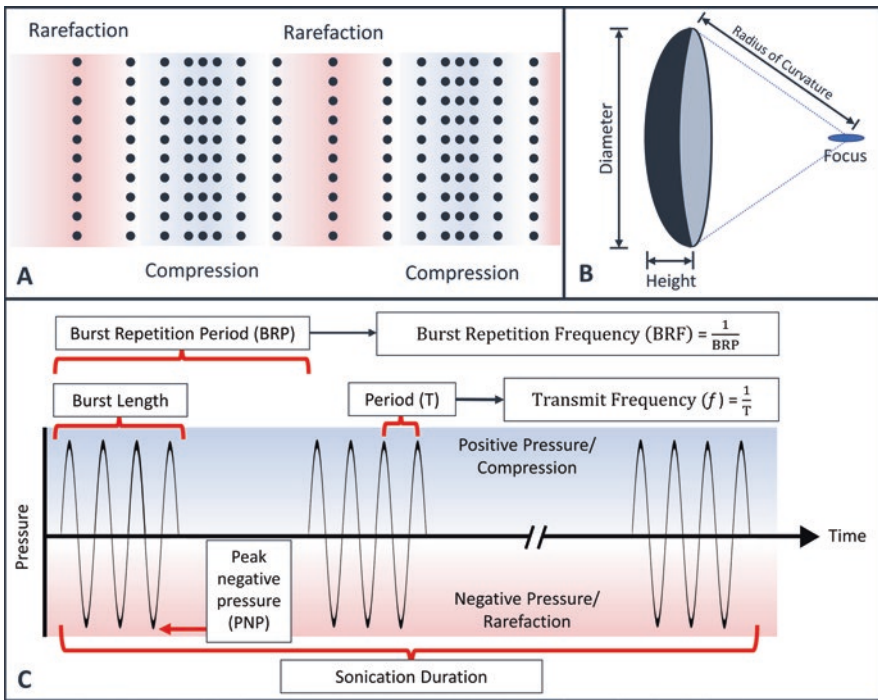 Rarefaction
Rarefaction
Compression
Compression
A
Diameter
Radius of Curvature
Focus
Height
B
Burst Repetition Period (BRP)
Burst Repetition Frequency (BRF) = 1/BRP
Burst Length
Period (T)
Transmit Frequency (f) = 1/T
Positive Pressure/
Compression
Pressure
Time
Peak
negative
pressure
(PNP)
Negative Pressure/
Rarefaction
Sonication Duration
C